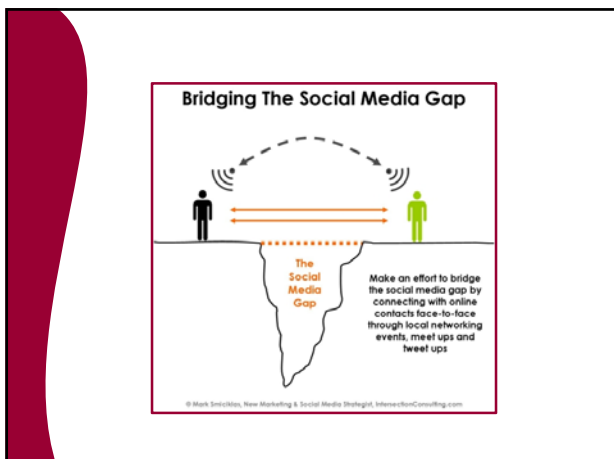 Bridging The Social Media Gap
The
Social
Media
Gap
Make an effort to bridge
the social media gap by
connecting with online
contacts face-to-face
through local networking
events, meet ups and
tweet ups
© Mark Smiciklas, New Marketing & Social Media Strategist, IntersectionConsulting.com